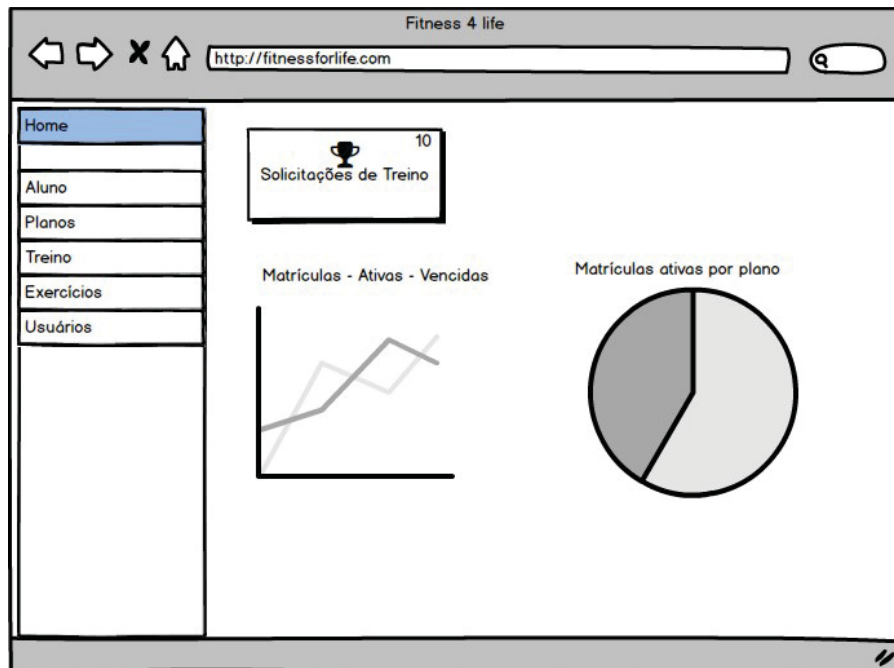 Fitness 4 life
http://fitnessforlife.com
Home
Aluno
Planos
Treino
Exercícios
Usuários
10
Solicitações de Treino
Matrículas - Ativas - Vencidas
Matrículas ativas por plano